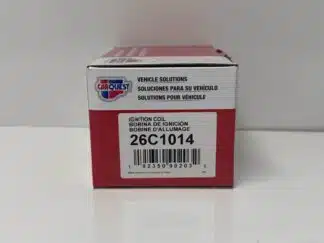 CARQUEST
VEHICLE SOLUTIONS
SOLUCIONES PARA SU VEHÍCULO
SOLUTIONS POUR VÉHICULE
IGNITION COIL
BOBINA DE IGNICIÓN
BOBINE D'ALLUMAGE
26C1014